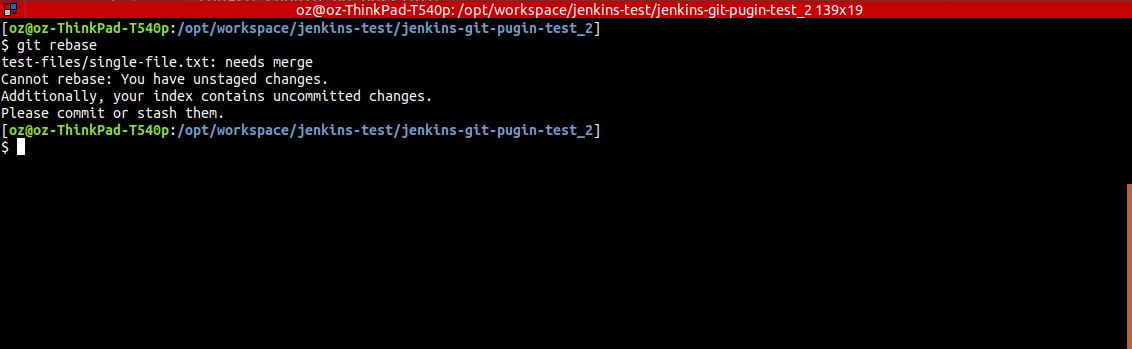 oz@oz-ThinkPad-T540p: /opt/workspace/jenkins-test/jenkins-git-pugin-test_2 139x19
[oz@oz-ThinkPad-T540p:/opt/workspace/jenkins-test/jenkins-git-pugin-test_2]
$ git rebase
test-files/single-file.txt: needs merge
Cannot rebase: You have unstaged changes.
Additionally, your index contains uncommitted changes.
Please commit or stash them.
[oz@oz-ThinkPad-T540p:/opt/workspace/jenkins-test/jenkins-git-pugin-test_2]
$